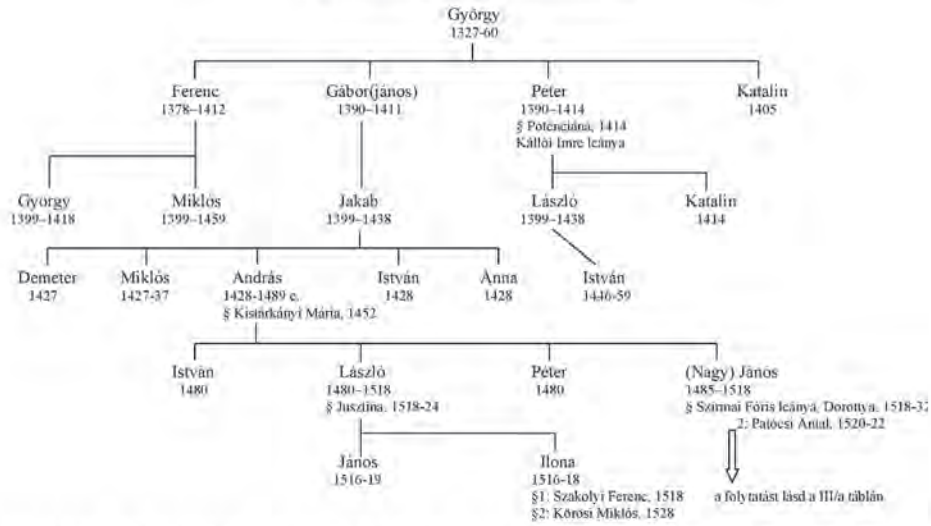 György
1327-60
Ferenc
1378–1412
Gábor(jános)
1390–1411
Péter
1390–1414
§ Potenciána, 1414
Kállói Imre leánya
Katalin
1405
György
1399–1418
Miklós
1399–1459
Jakab
1399–1438
László
1399–1438
Katalin
1414
Demeter
1427
Miklós
1427-37
András
1428-1489 e.
§ Kistárkányi Mária, 1452
István
1428
Anna
1428
István
1446-59
István
1480
László
1480–1518
§ Jusztina, 1518-24
Péter
1480
(Nagy) János
1485–1518
§ Szirmai Fóris leánya, Dorottya, 1518-32
2: Patócsi Antal, 1520-22
János
1516-19
Ilona
1516-18
§1: Szakolyi Ferenc, 1518
§2: Kőrösi Miklós, 1528
a folytatást lásd a III/a táblán